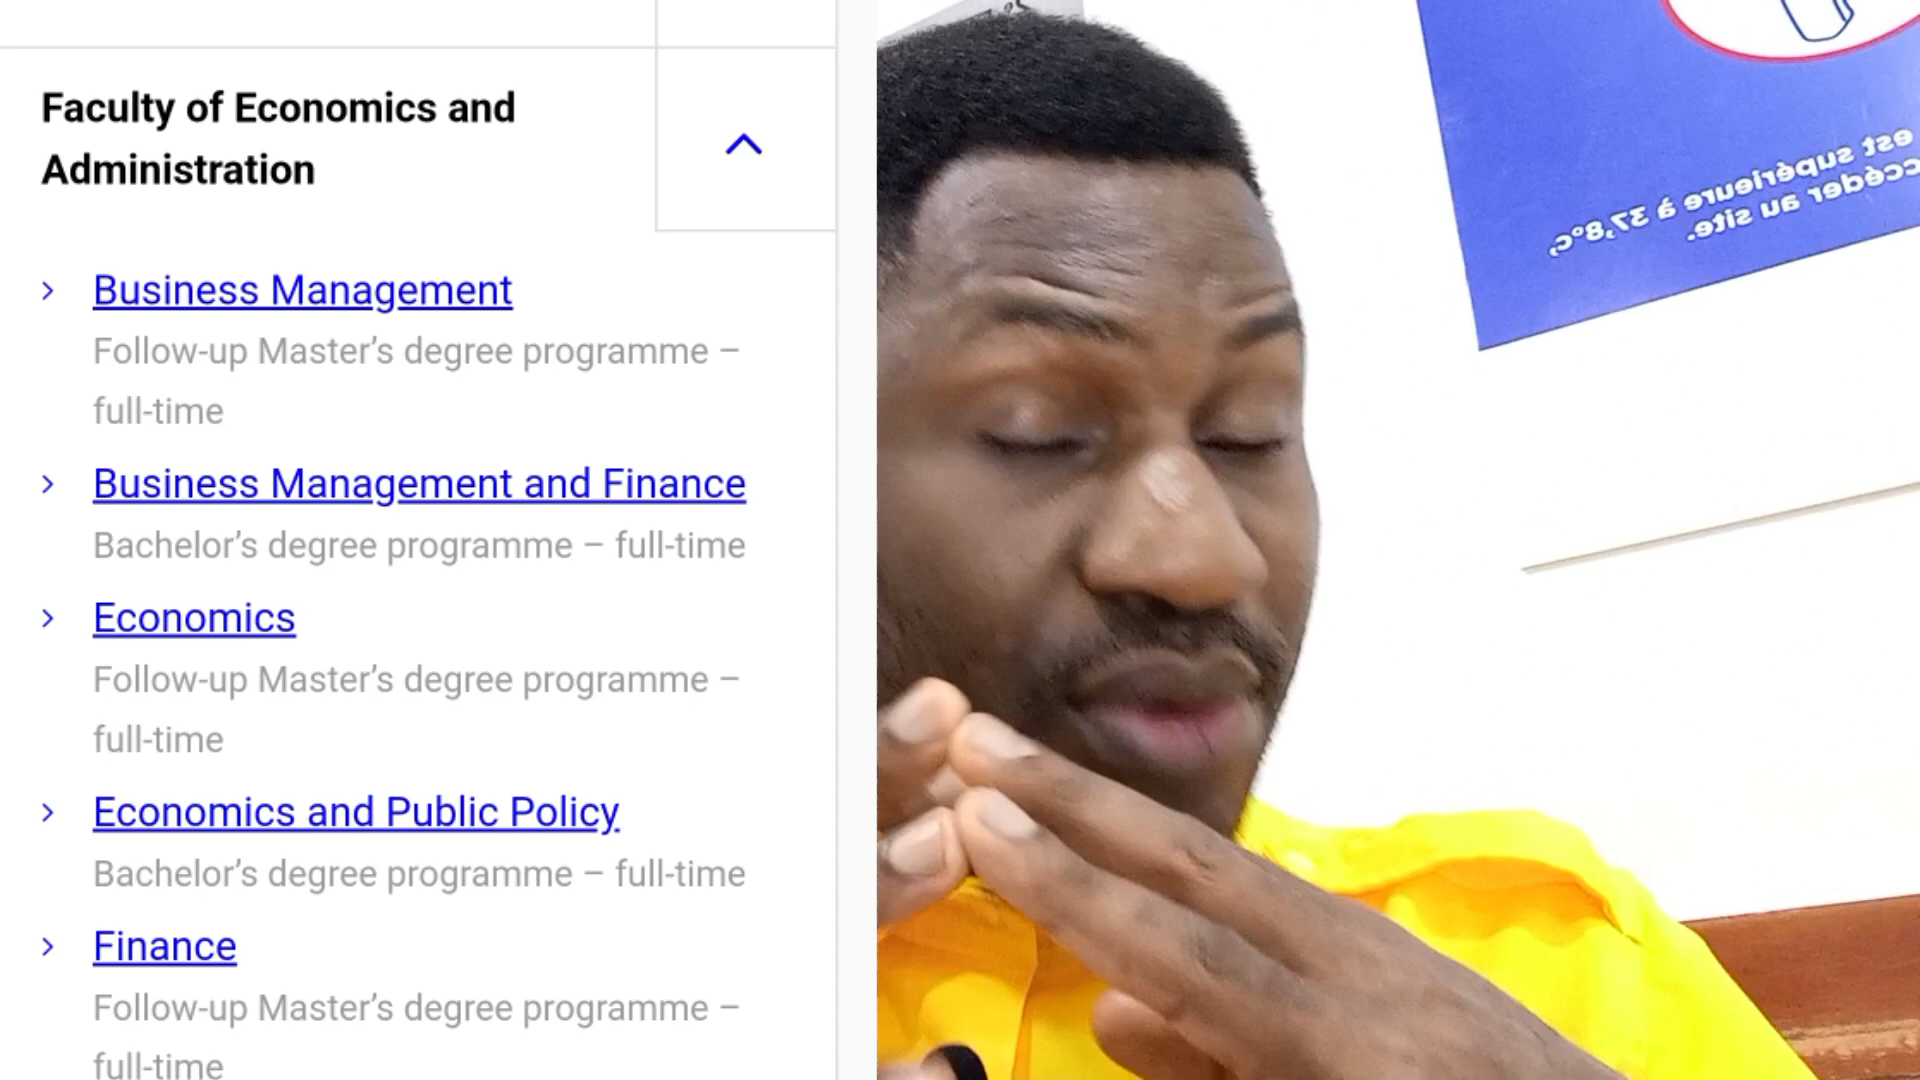 Faculty of Economics and
Administration
Business Management
Follow-up Master’s degree programme –
full-time
Business Management and Finance
Bachelor’s degree programme – full-time
Economics
Follow-up Master’s degree programme –
full-time
Economics and Public Policy
Bachelor’s degree programme – full-time
Finance
Follow-up Master’s degree programme –
full-time
est supérieure à 37,8°c,
ccéder au site.